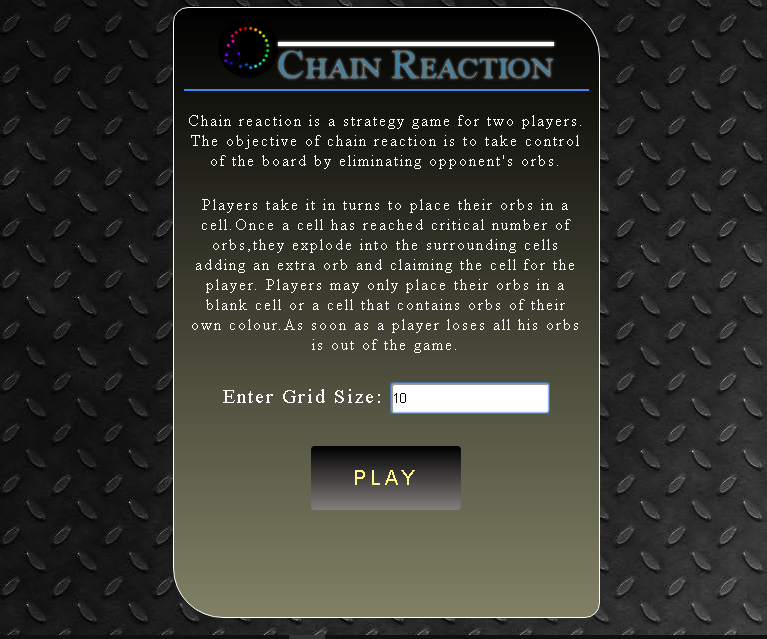 Chain Reaction
Chain reaction is a strategy game for two players.
The objective of chain reaction is to take control
of the board by eliminating opponent's orbs.
Players take it in turns to place their orbs in a
cell.Once a cell has reached critical number of
orbs,they explode into the surrounding cells
adding an extra orb and claiming the cell for the
player. Players may only place their orbs in a
blank cell or a cell that contains orbs of their
own colour.As soon as a player loses all his orbs
is out of the game.
Enter Grid Size: 10
PLAY